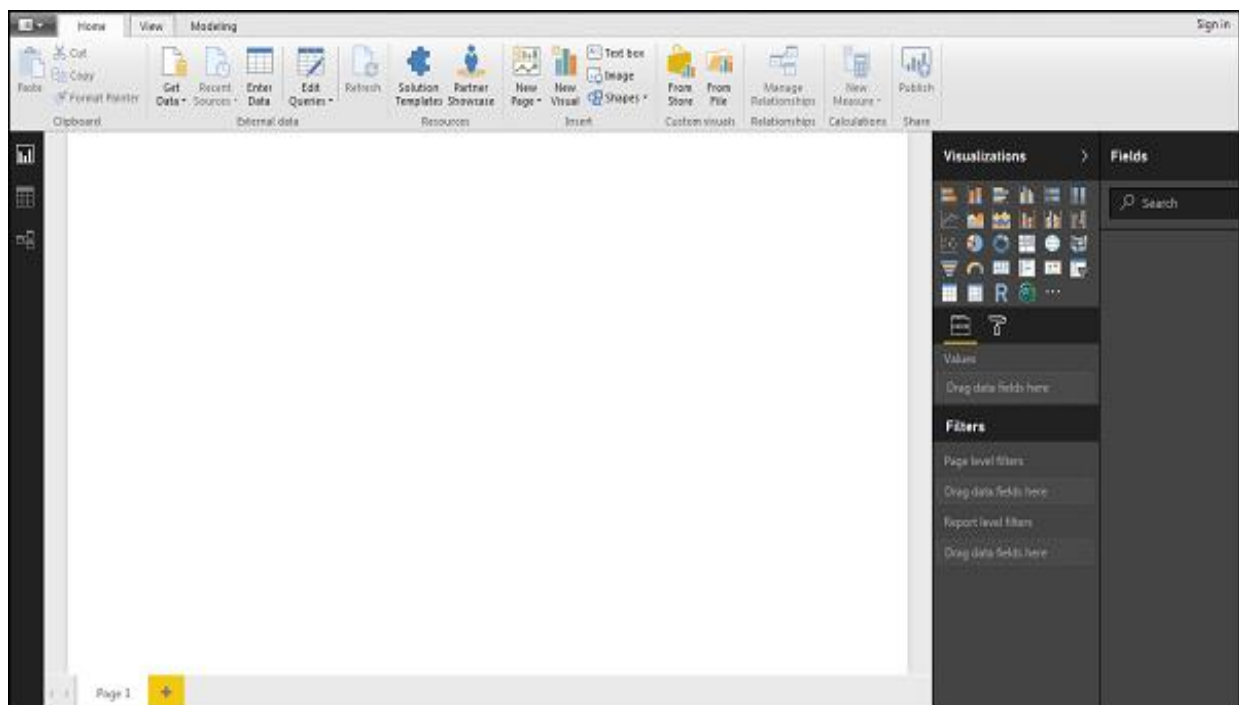 Home View Modeling Sign in
Paste
Cut
Copy
Format Painter
Clipboard
Get Data
Recent Sources
Enter Data
Edit Queries
External data
Refresh
Solution Templates
Partner Showcase
Resources
New Page
New Visual
Text box
Image
Shapes
Insert
From Store
From File
Custom visuals
Manage Relationships
Relationships
New Measure
Calculations
Publish
Share
Visualizations
R
Values
Drag data fields here
Filters
Page level filters
Drag data fields here
Report level filters
Drag data fields here
Fields
Search
Page 1